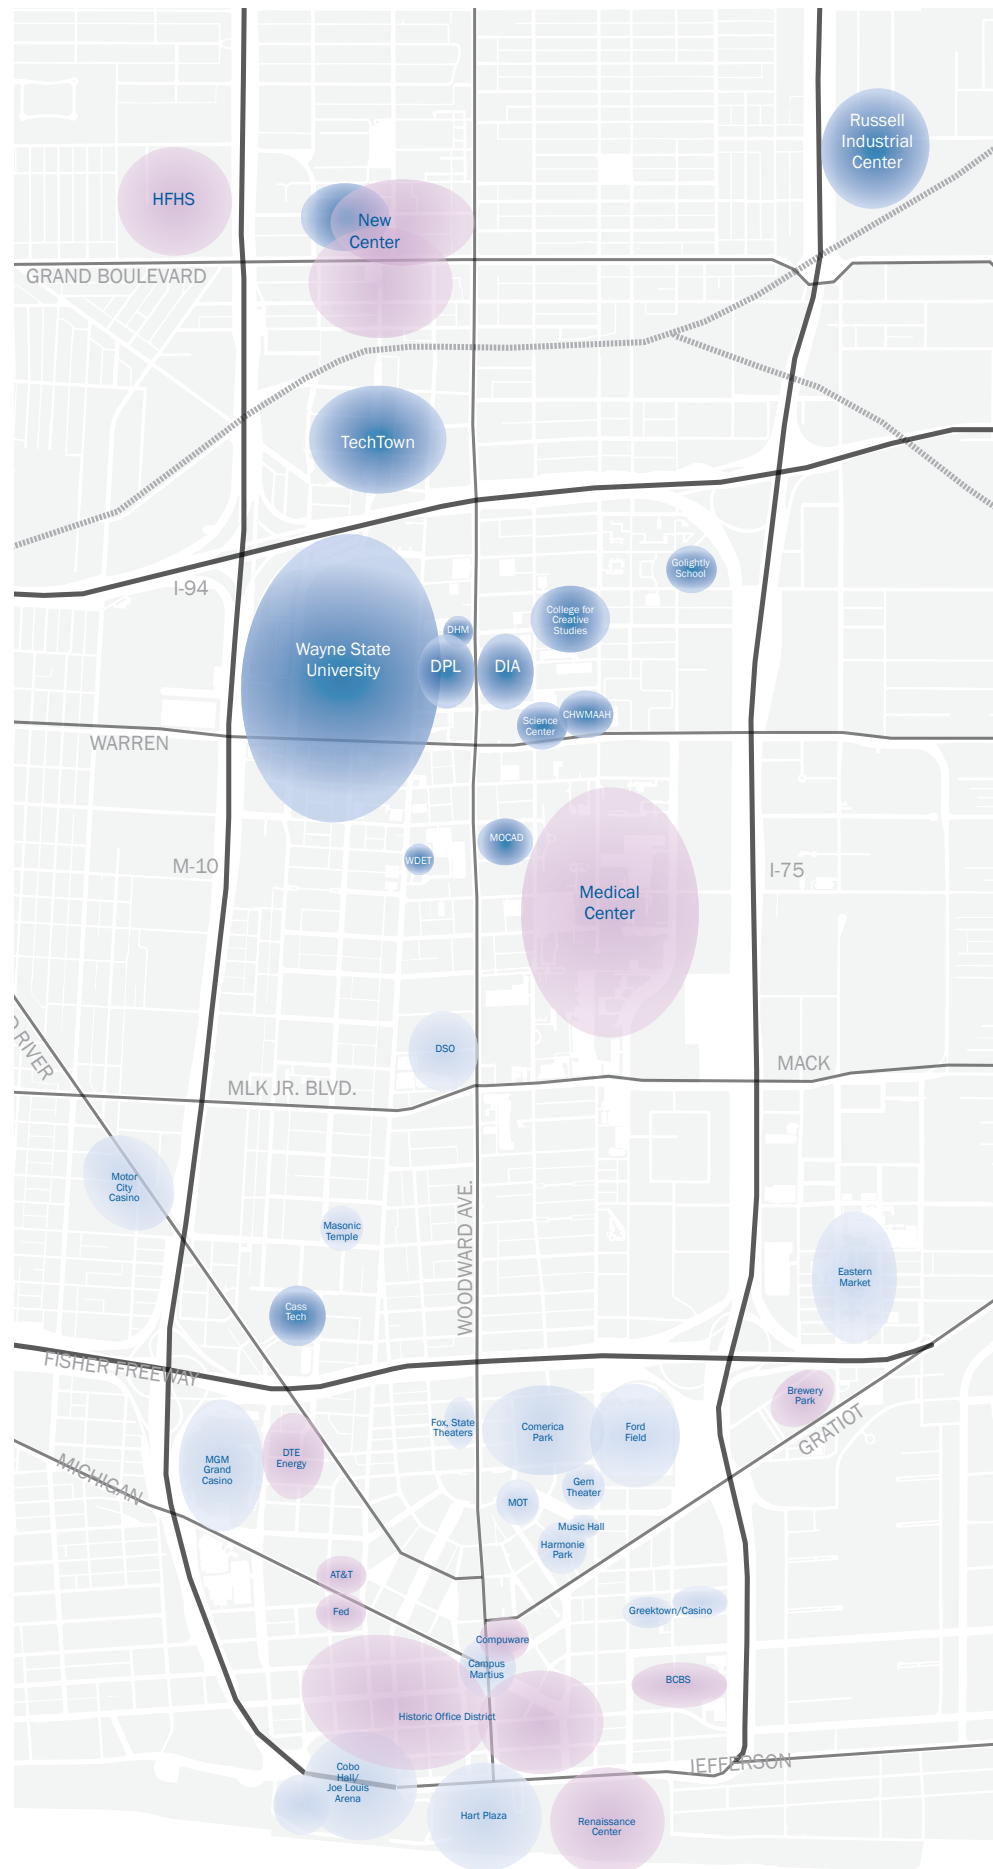 Russell
Industrial
Center
HFHS
New
Center
GRAND BOULEVARD
TechTown
I-94
Golightly
School
College for
Creative
Studies
DHM
Wayne State
University
DPL
DIA
CHWMAAH
Science
Center
WARREN
MOCAD
WDET
M-10
I-75
Medical
Center
RIVER
DSO
MACK
MLK JR. BLVD.
Motor
City
Casino
Masonic
Temple
WOODWARD AVE.
Eastern
Market
Cass
Tech
FISHER FREEWAY
Brewery
Park
GRATIOT
Fox, State
Theaters
Comerica
Park
Ford
Field
DTE
Energy
MGM
Grand
Casino
MICHIGAN
Gem
Theater
MOT
Music Hall
Harmonie
Park
AT&T
Fed
Greektown/Casino
Compuware
Campus
Martius
BCBS
Historic Office District
JEFFERSON
Cobo
Hall/
Joe Louis
Arena
Hart Plaza
Renaissance
Center